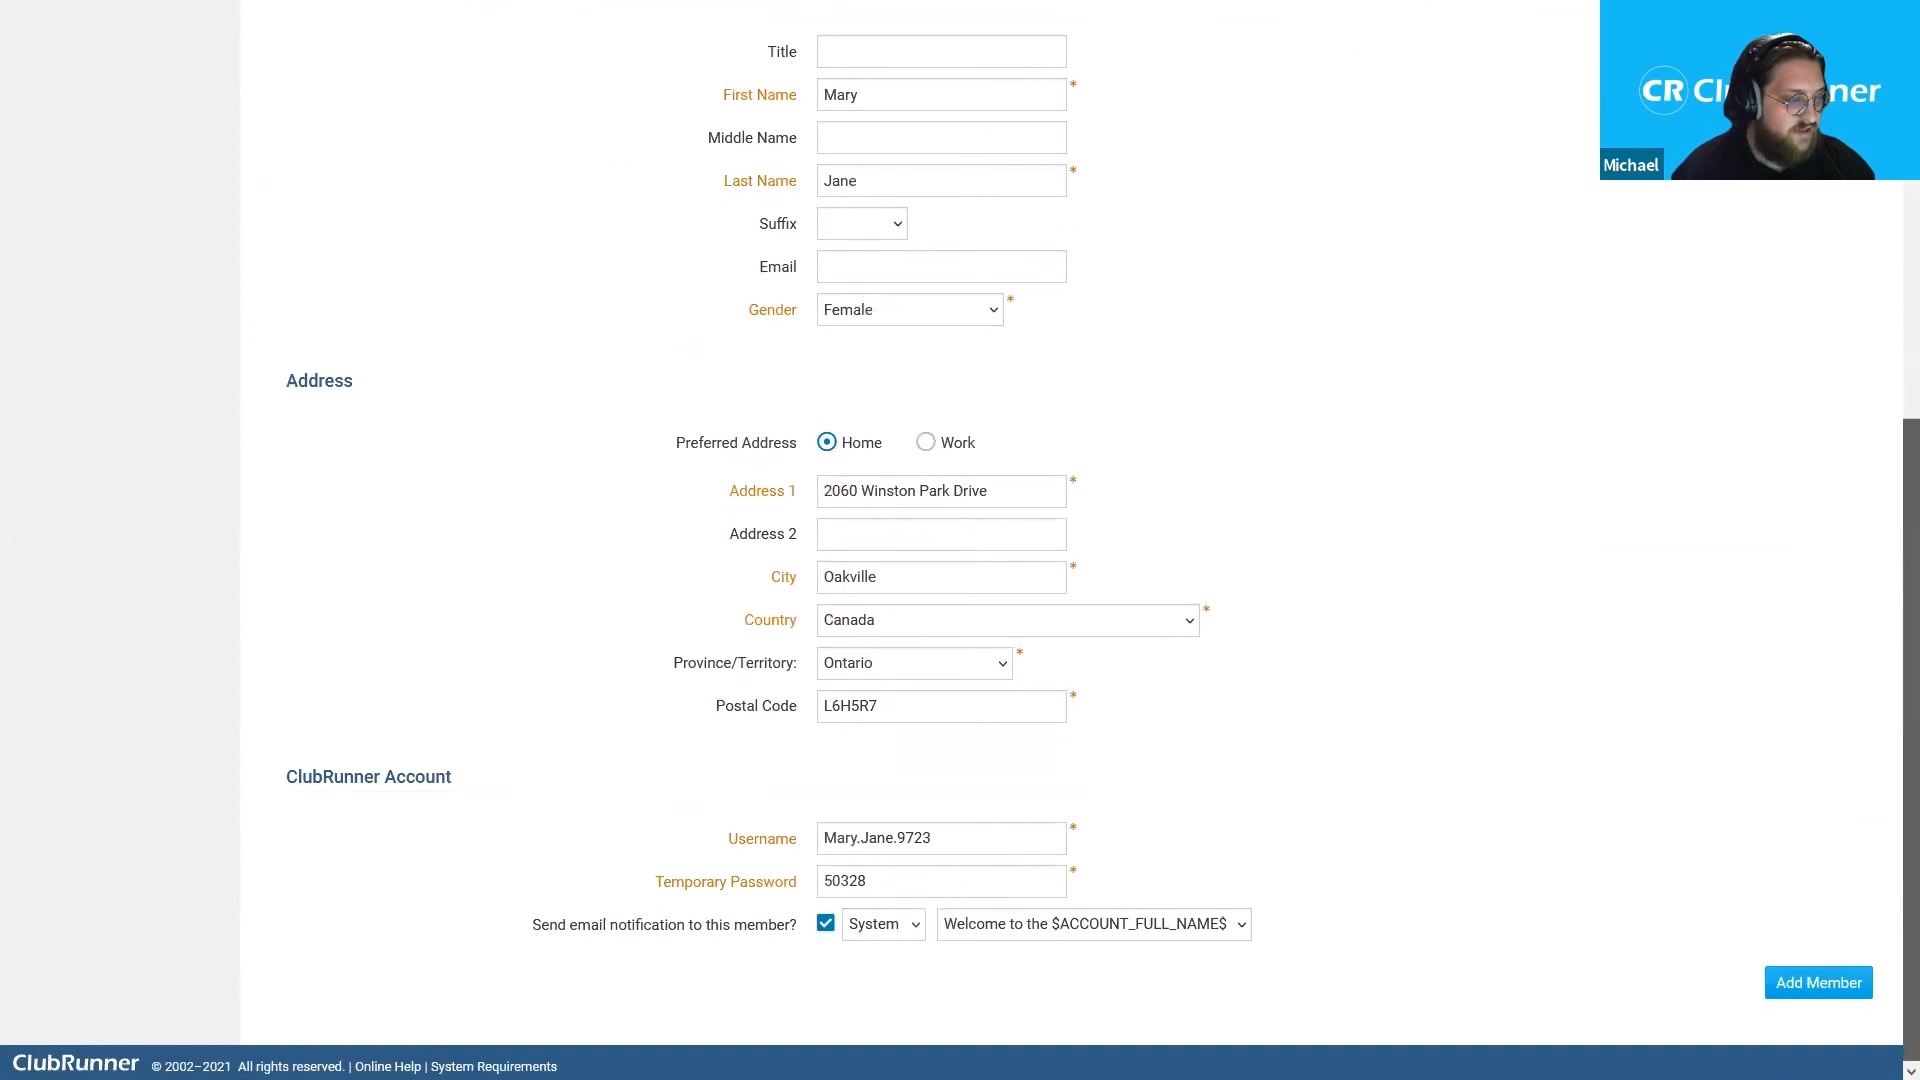 Title
First Name Mary *
Middle Name
Last Name Jane *
Suffix
Email
Gender Female *
Address
Preferred Address Home Work
Address 1 2060 Winston Park Drive *
Address 2
City Oakville *
Country Canada *
Province/Territory: Ontario *
Postal Code L6H5R7 *
ClubRunner Account
Username Mary.Jane.9723 *
Temporary Password 50328 *
Send email notification to this member? System Welcome to the $ACCOUNT_FULL_NAME$
Add Member
ClubRunner © 2002–2021 All rights reserved. | Online Help | System Requirements
CR Cl ner
Michael